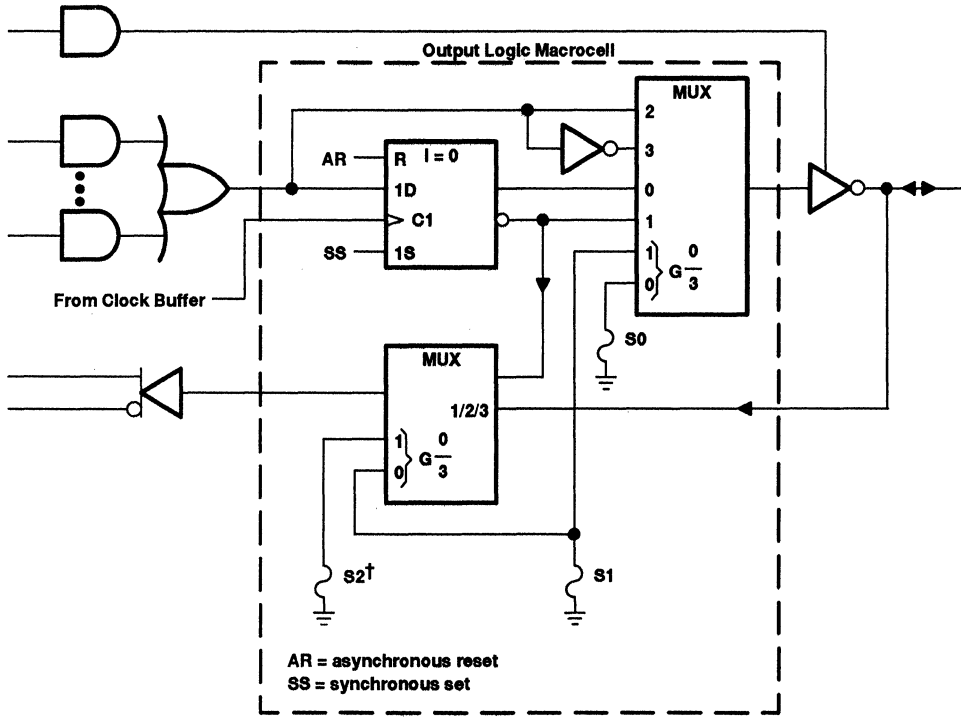 Output Logic Macrocell
MUX
2
3
0
1
1
0
G 0/3
AR
R
I = 0
1D
C1
SS
1S
From Clock Buffer
S0
MUX
1/2/3
1
0
G 0/3
S2†
S1
AR = asynchronous reset
SS = synchronous set